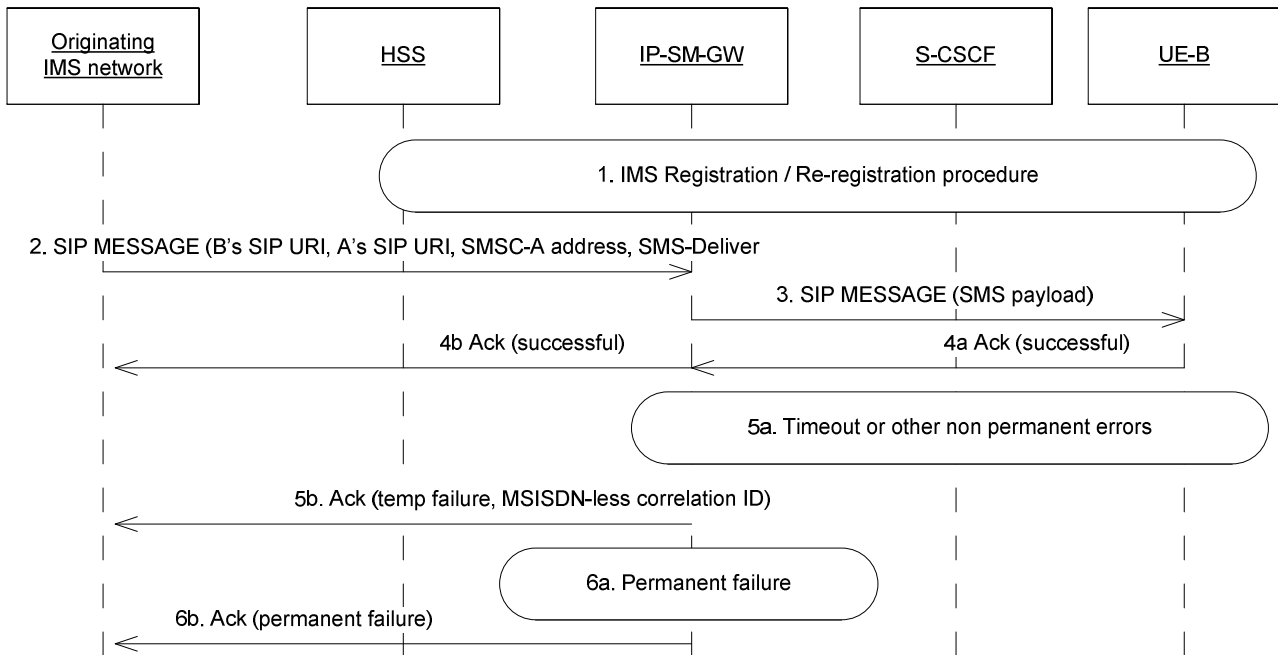 Originating
IMS network
HSS
IP-SM-GW
S-CSCF
UE-B
1. IMS Registration / Re-registration procedure
2. SIP MESSAGE (B's SIP URI, A's SIP URI, SMSC-A address, SMS-Deliver
3. SIP MESSAGE (SMS payload)
4b Ack (successful)
4a Ack (successful)
5a. Timeout or other non permanent errors
5b. Ack (temp failure, MSISDN-less correlation ID)
6a. Permanent failure
6b. Ack (permanent failure)